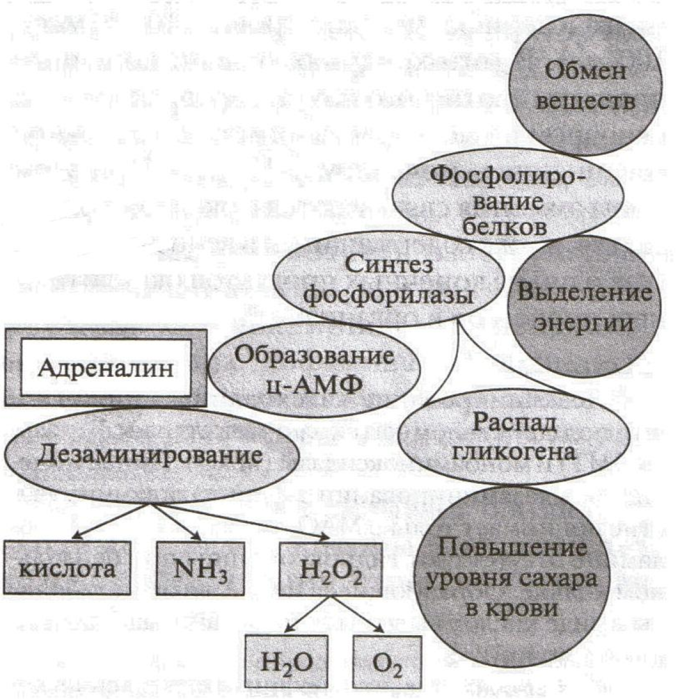 Обмен
веществ
Фосфолиро-
вание
белков
Синтез
фосфорилазы
Выделение
энергии
Адреналин
Образование
ц-АМФ
Дезаминирование
Распад
гликогена
кислота
NH₃
H₂O₂
Повышение
уровня сахара
в крови
H₂O
O₂